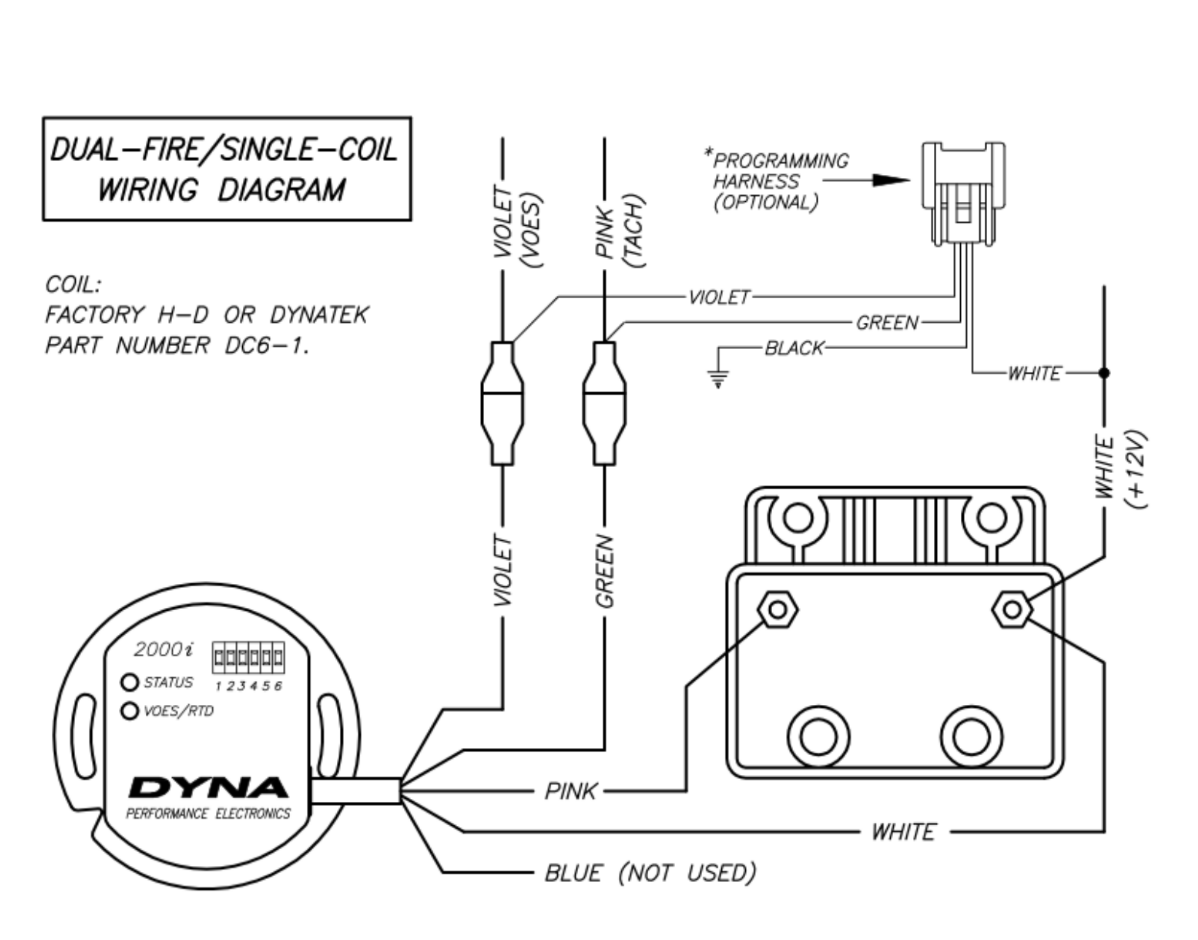 DUAL-FIRE/SINGLE-COIL
WIRING DIAGRAM
COIL:
FACTORY H-D OR DYNATEK
PART NUMBER DC6-1.
VIOLET
(VOES)
PINK
(TACH)
*PROGRAMMING
HARNESS
(OPTIONAL)
VIOLET
GREEN
BLACK
WHITE
WHITE
(+12V)
VIOLET
GREEN
2000i
STATUS
1 2 3 4 5 6
VOES/RTD
DYNA
PERFORMANCE ELECTRONICS
PINK
WHITE
BLUE (NOT USED)